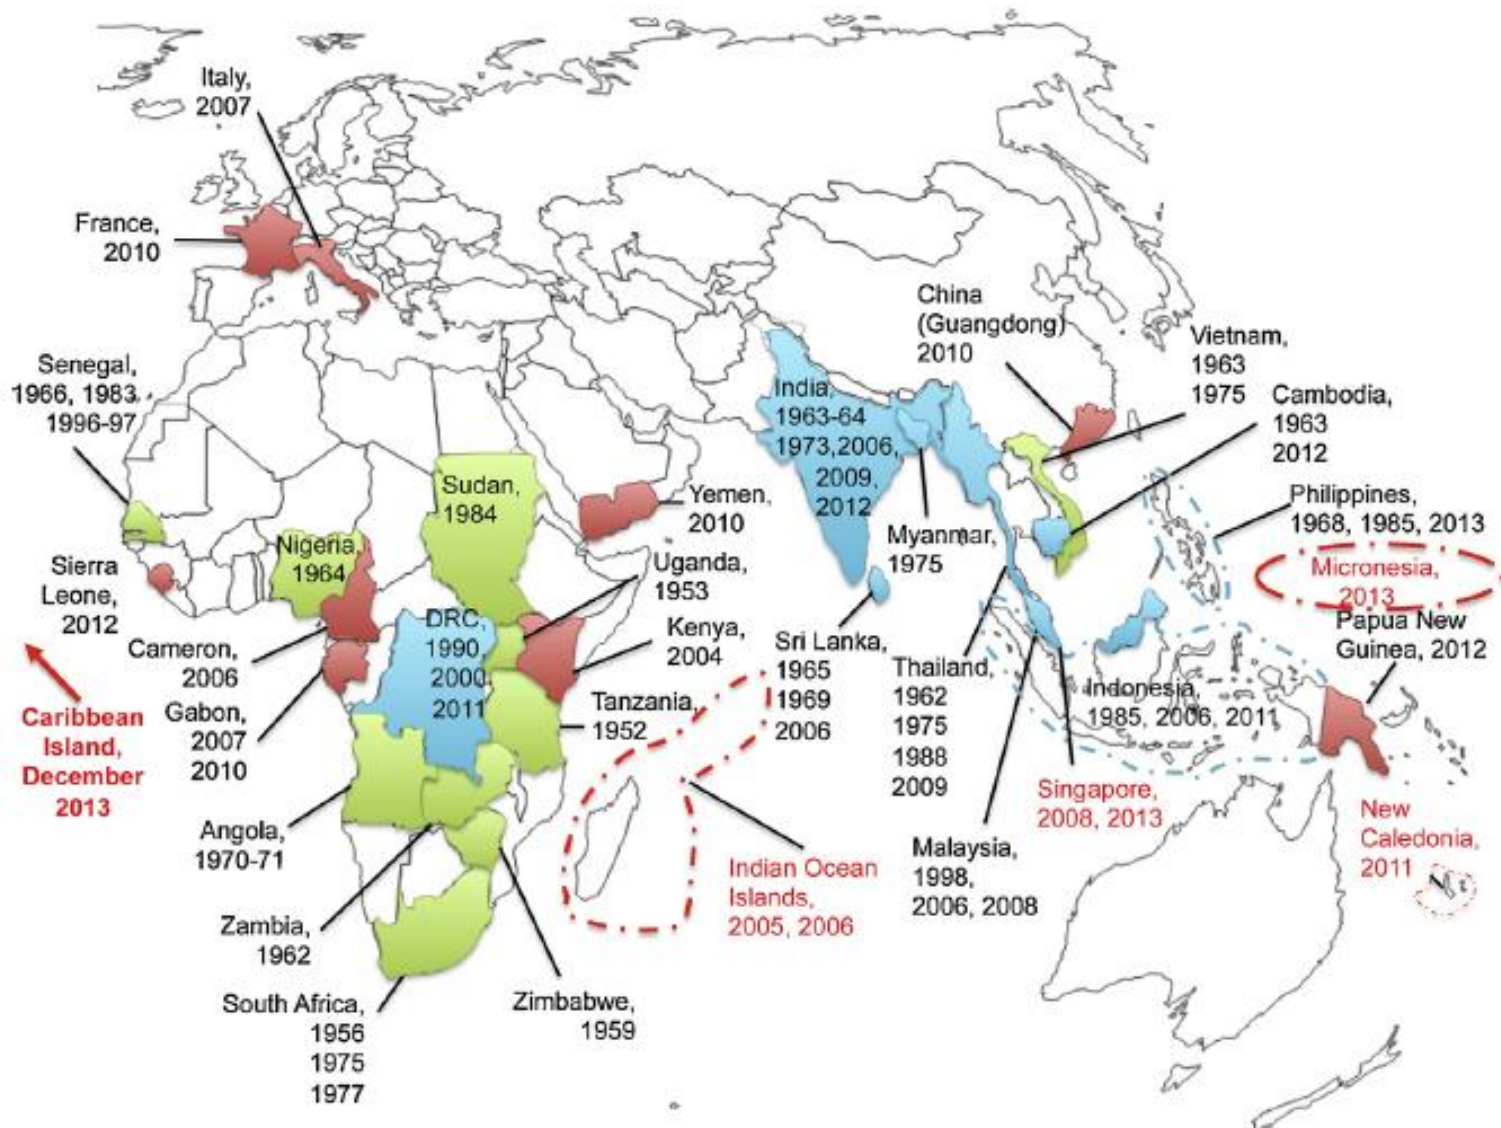 Italy,
2007
France,
2010
China
(Guangdong)
2010
Vietnam,
1963
1975
Senegal,
1966, 1983,
1996-97
India,
1963-64
1973,2006,
2009,
2012
Cambodia,
1963
2012
Sudan,
1984
Yemen,
2010
Philippines,
1968, 1985, 2013
Myanmar,
1975
Nigeria,
1964
Uganda,
1953
Sierra
Leone,
2012
Micronesia,
2013
DRC,
1990,
2000,
2011
Kenya,
2004
Papua New
Guinea, 2012
Cameron,
2006
Sri Lanka,
1965
1969
2006
Thailand,
1962
1975
1988
2009
Indonesia,
1985, 2006, 2011
Caribbean
Island,
December
2013
Gabon,
2007
2010
Tanzania,
1952
Singapore,
2008, 2013
New
Caledonia,
2011
Angola,
1970-71
Indian Ocean
Islands,
2005, 2006
Malaysia,
1998,
2006, 2008
Zambia,
1962
South Africa,
1956
1975
1977
Zimbabwe,
1959